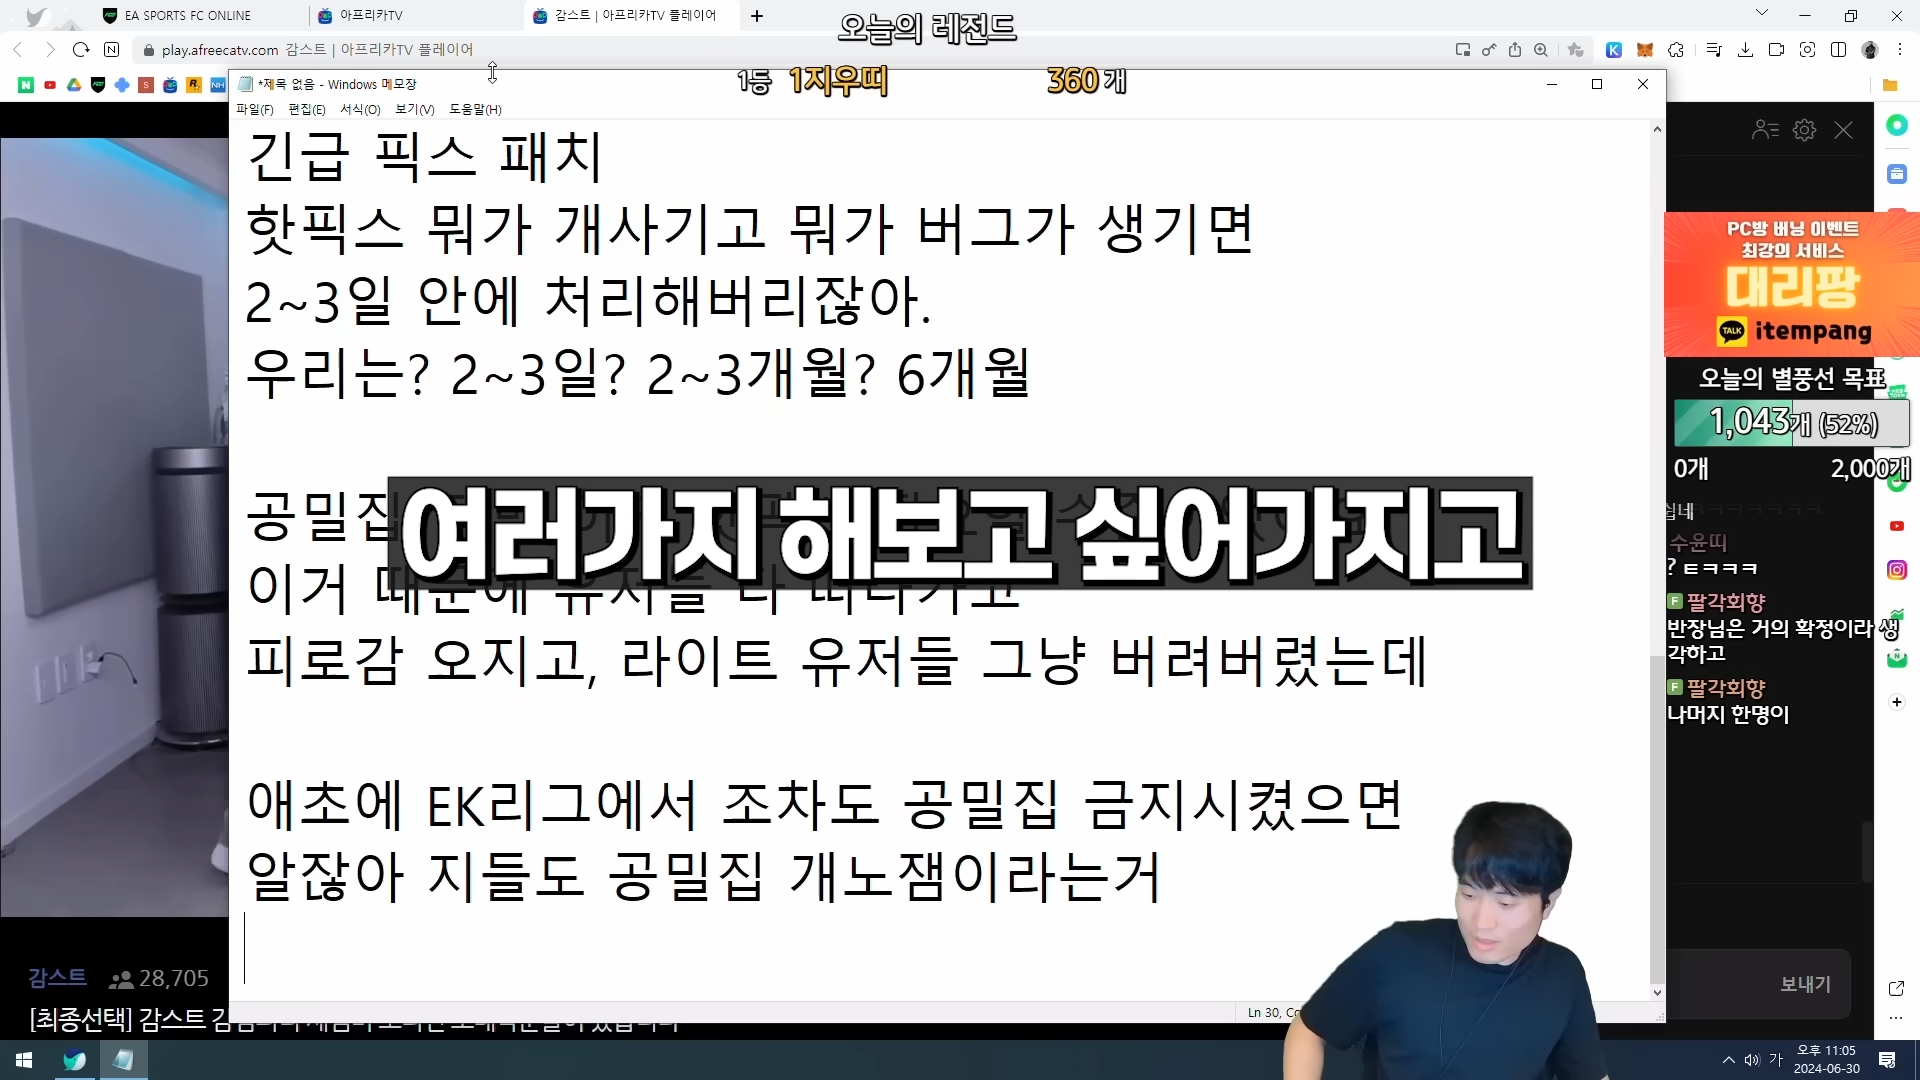 EA SPORTS FC ONLINE
아프리카TV
감스트 | 아프리카TV 플레이어
오늘의 레전드
play.afreecatv.com 감스트 | 아프리카TV 플레이어
1등 1지우띠 360개
*제목 없음 - Windows 메모장
파일(F) 편집(E) 서식(O) 보기(V) 도움말(H)
긴급 픽스 패치
핫픽스 뭐가 개사기고 뭐가 버그가 생기면
2~3일 안에 처리해버리잖아.
우리는? 2~3일? 2~3개월? 6개월
공밀집
여러가지 해보고 싶어가지고
이거 때문에 유저들 다 떠나가고
피로감 오지고, 라이트 유저들 그냥 버려버렸는데
애초에 EK리그에서 조차도 공밀집 금지시켰으면
알잖아 지들도 공밀집 개노잼이라는거
PC방 버닝 이벤트
최강의 서비스
대리팡
TALK itempang
오늘의 별풍선 목표
1,043개 (52%)
0개 2,000개
수윤띠
? ㅌㅋㅋㅋ
팔각회향
반장님은 거의 확정이라 생
각하고
팔각회향
나머지 한명이
보내기
감스트 28,705
[최종선택] 감스트
Ln 30,
가
오후 11:05
2024-06-30